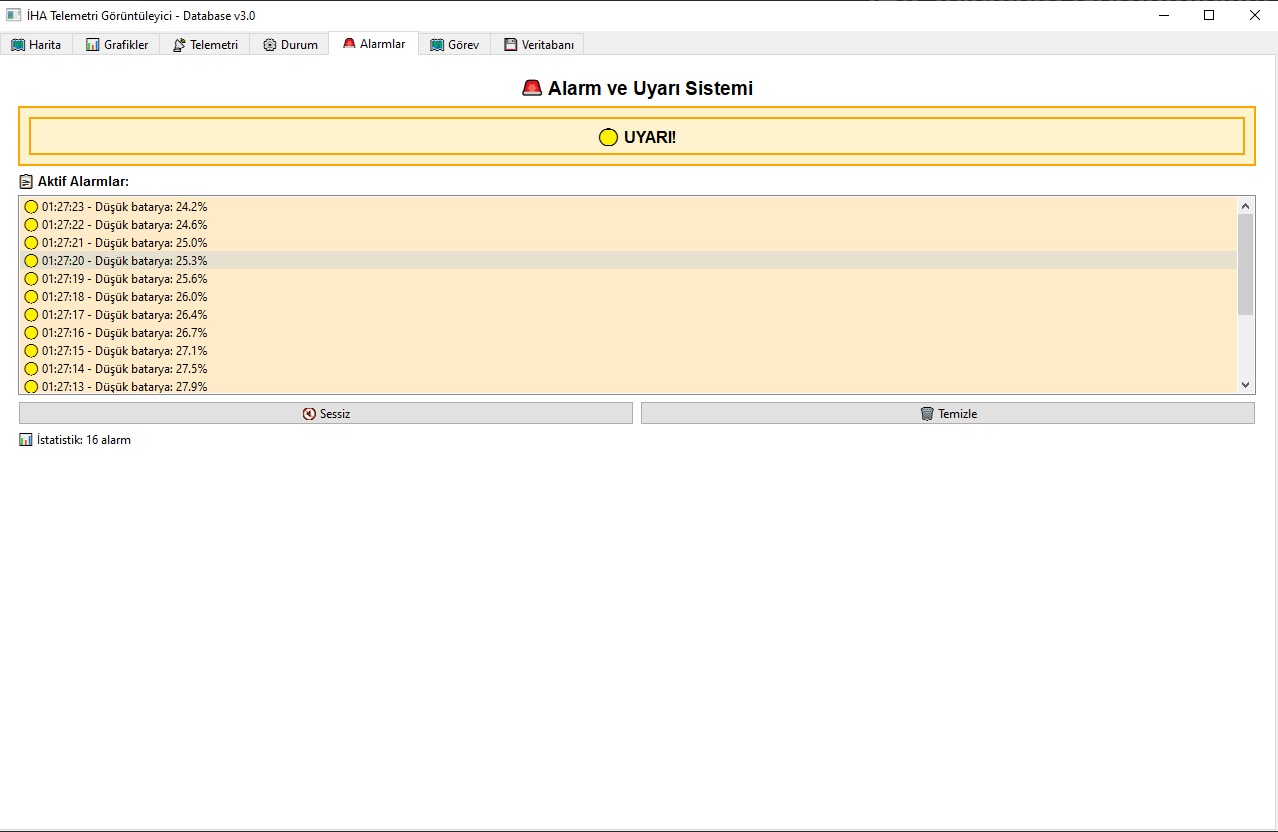 İHA Telemetri Görüntüleyici - Database v3.0
Harita Grafikler Telemetri Durum Alarmlar Görev Veritabanı
Alarm ve Uyarı Sistemi
UYARI!
Aktif Alarmlar:
01:27:23 - Düşük batarya: 24.2%
01:27:22 - Düşük batarya: 24.6%
01:27:21 - Düşük batarya: 25.0%
01:27:20 - Düşük batarya: 25.3%
01:27:19 - Düşük batarya: 25.6%
01:27:18 - Düşük batarya: 26.0%
01:27:17 - Düşük batarya: 26.4%
01:27:16 - Düşük batarya: 26.7%
01:27:15 - Düşük batarya: 27.1%
01:27:14 - Düşük batarya: 27.5%
01:27:13 - Düşük batarya: 27.9%
Sessiz Temizle
İstatistik: 16 alarm